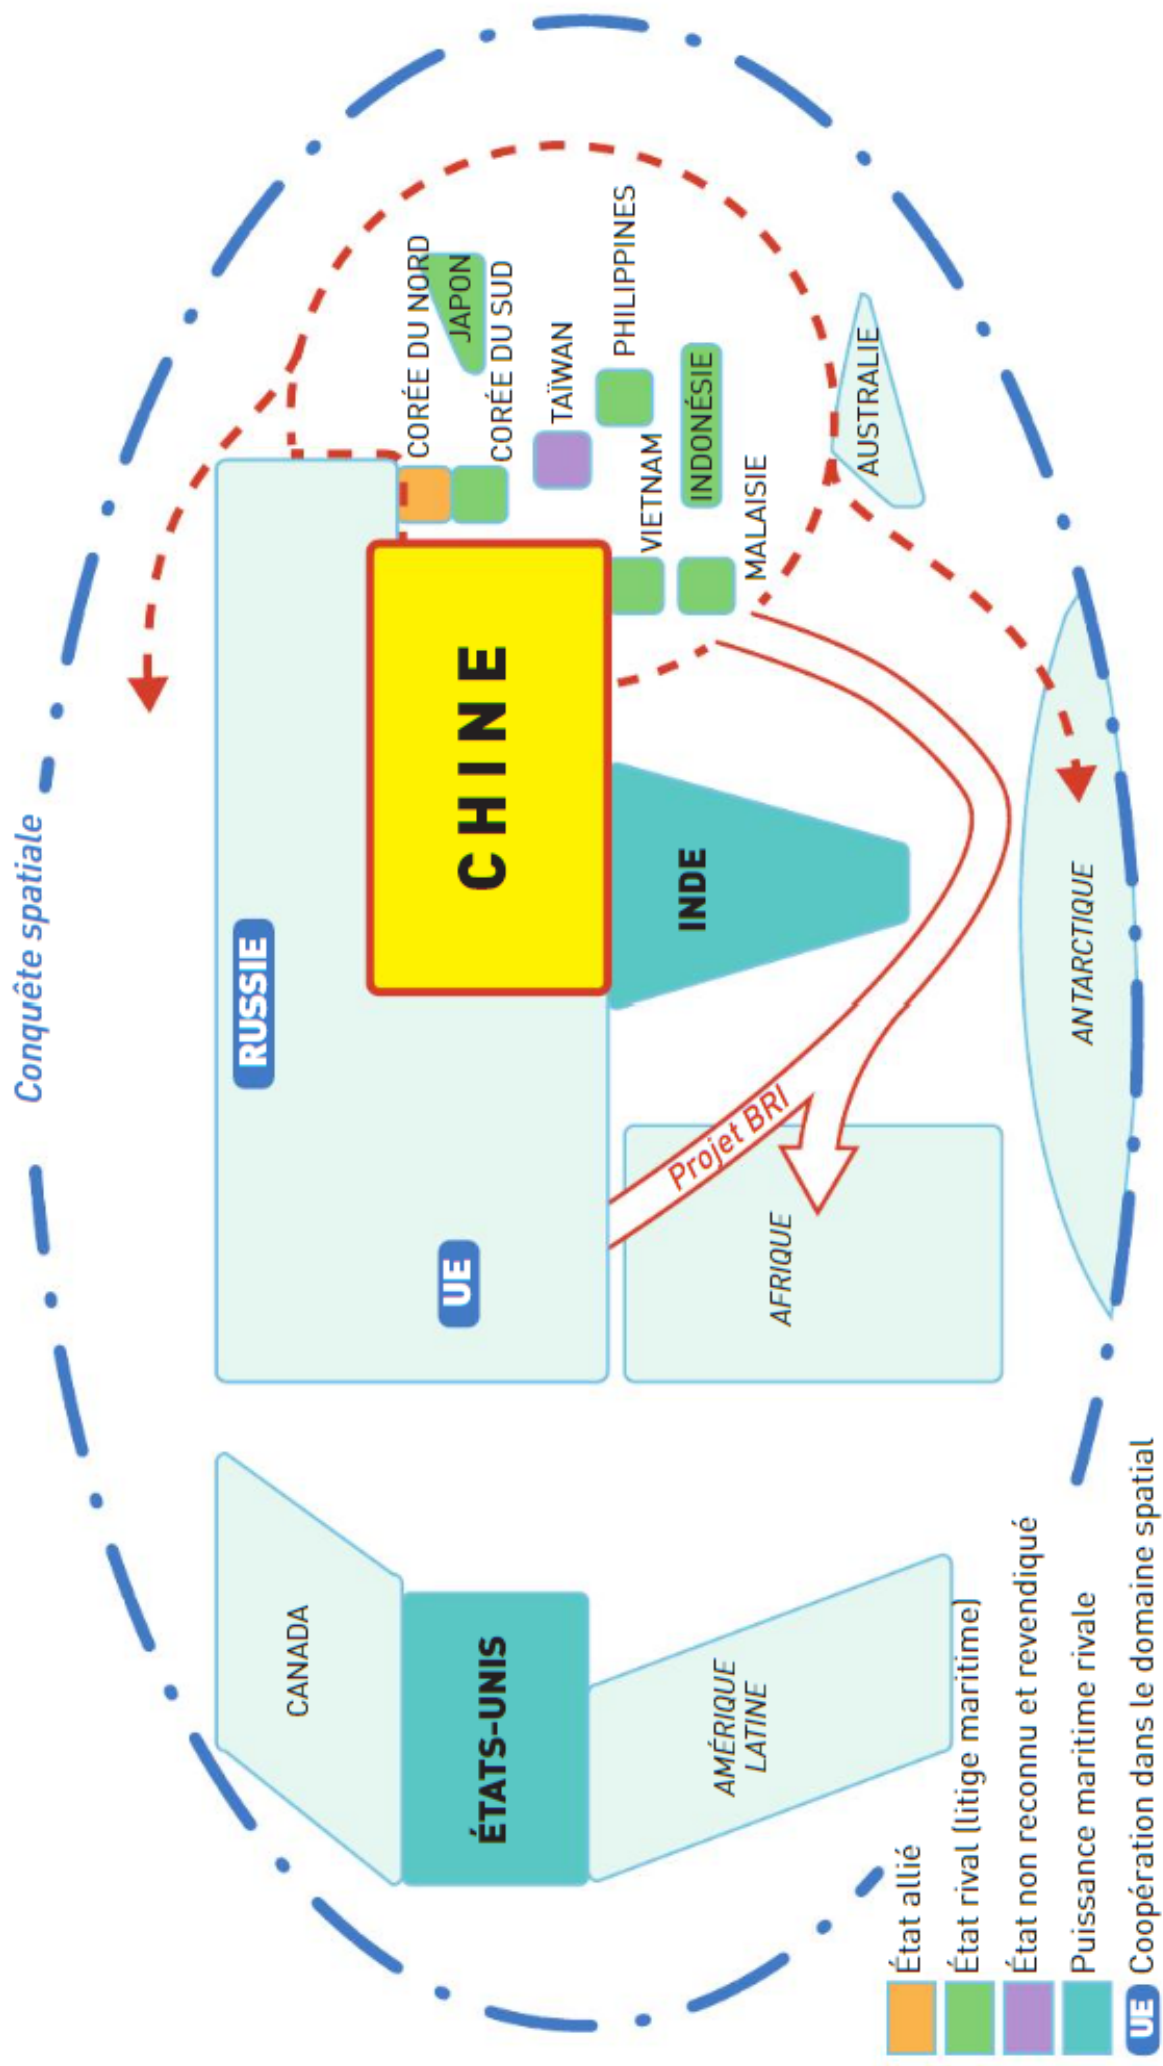 Conquête spatiale
CANADA
RUSSIE
ÉTATS-UNIS
UE
CHINE
CORÉE DU NORD
JAPON
CORÉE DU SUD
TAÏWAN
PHILIPPINES
VIETNAM
INDONÉSIE
MALAISIE
INDE
AMÉRIQUE
LATINE
AFRIQUE
Projet BRI
AUSTRALIE
ANTARCTIQUE
État allié
État rival (litige maritime)
État non reconnu et revendiqué
Puissance maritime rivale
UE Coopération dans le domaine spatial